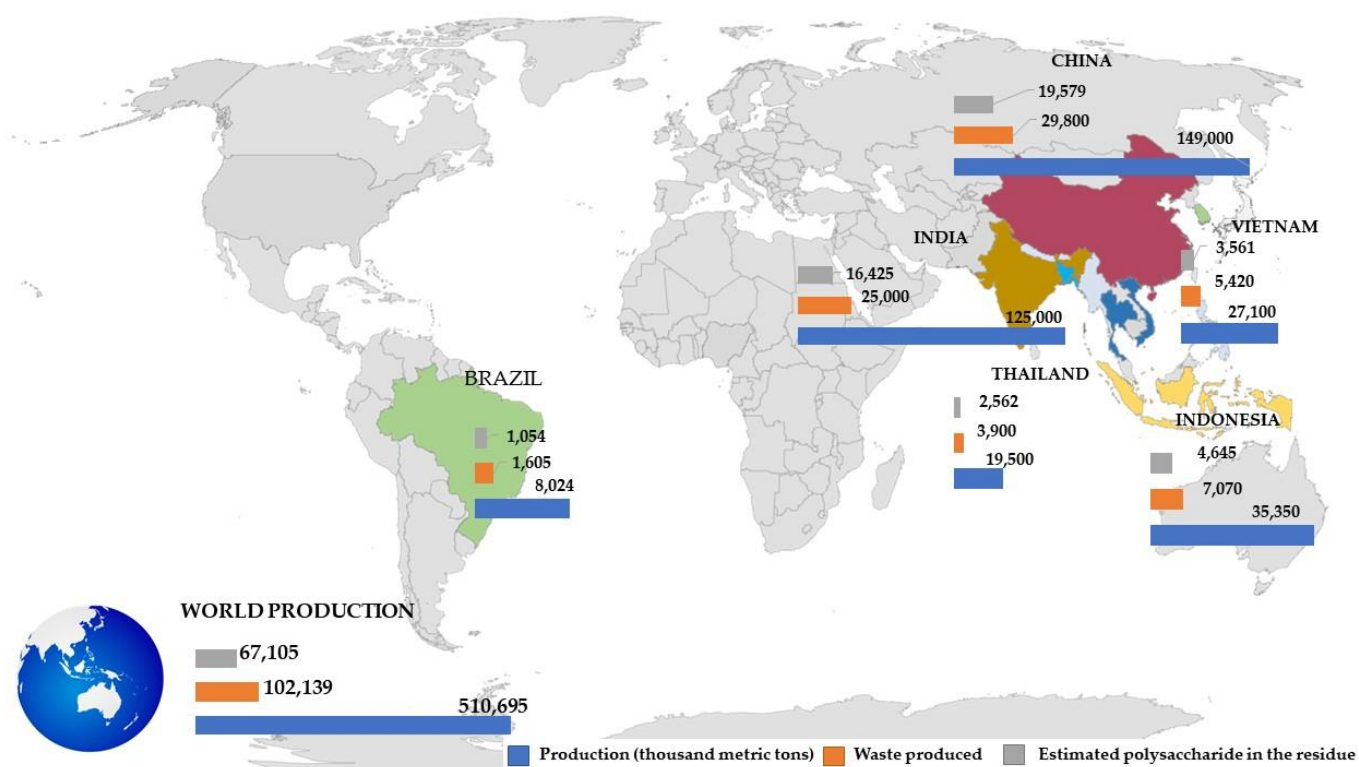 CHINA
19,579
29,800
149,000
INDIA
16,425
25,000
125,000
VIETNAM
3,561
5,420
27,100
THAILAND
2,562
3,900
19,500
INDONESIA
4,645
7,070
35,350
BRAZIL
1,054
1,605
8,024
WORLD PRODUCTION
67,105
102,139
510,695
Production (thousand metric tons) Waste produced Estimated polysaccharide in the residue